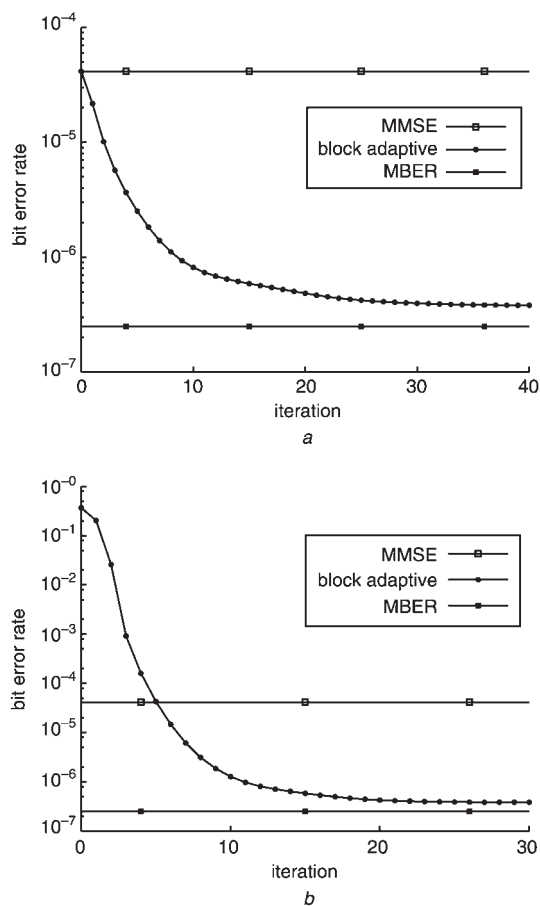 10⁻⁴
10⁻⁵
10⁻⁶
10⁻⁷
bit error rate
MMSE
block adaptive
MBER
0 10 20 30 40
iteration
a
10⁻⁰
10⁻¹
10⁻²
10⁻³
10⁻⁴
10⁻⁵
10⁻⁶
10⁻⁷
bit error rate
MMSE
block adaptive
MBER
0 10 20 30
iteration
b